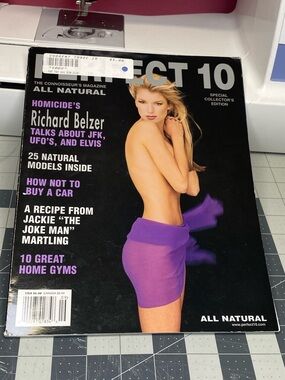 PERFECT 10
THE CONNOISSEUR'S MAGAZINE
ALL NATURAL
SPECIAL
COLLECTOR'S
EDITION
HOMICIDE'S
Richard Belzer
TALKS ABOUT JFK,
UFO'S, AND ELVIS
25 NATURAL
MODELS INSIDE
HOW NOT TO
BUY A CAR
A RECIPE FROM
JACKIE "THE
JOKE MAN"
MARTLING
10 GREAT
HOME GYMS
ALL NATURAL
www.perfect10.com